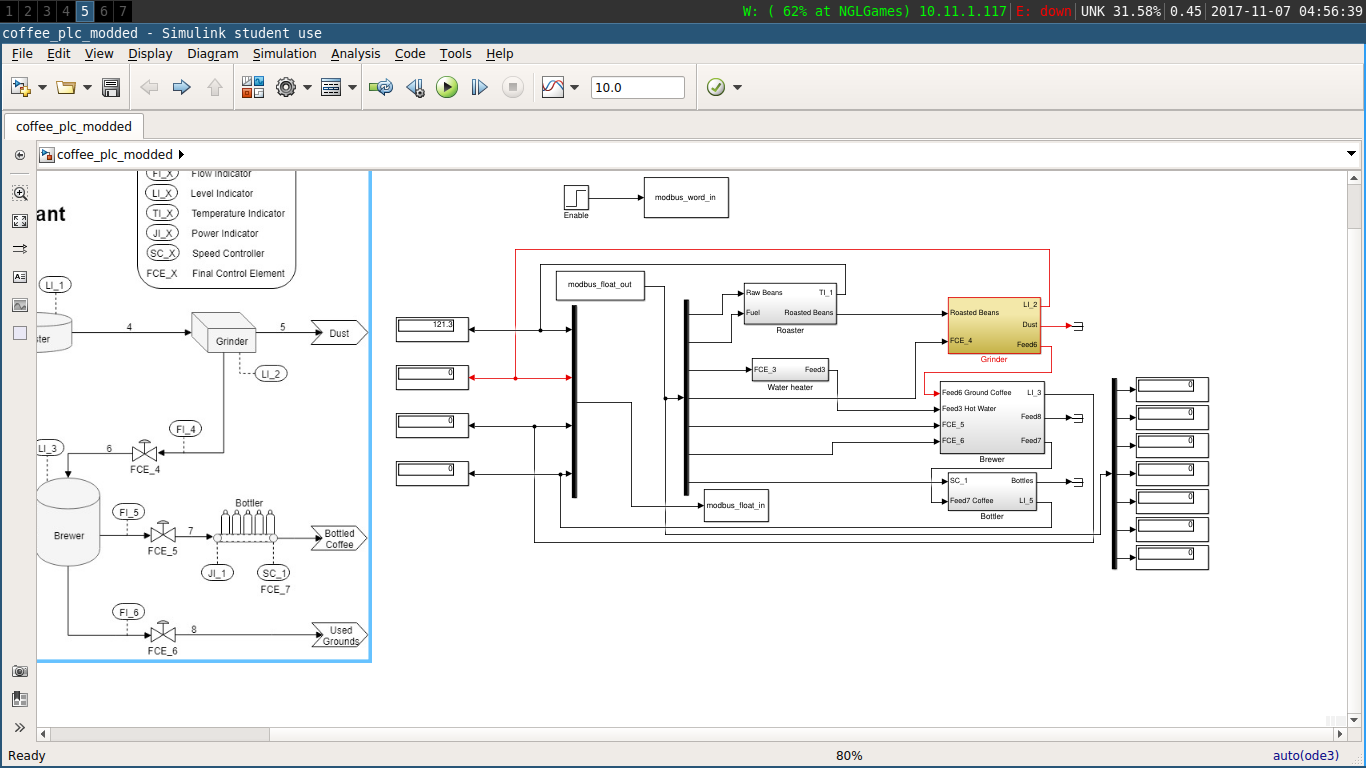 1 2 3 4 5 6 7 W: ( 62% at NGLGames) 10.11.1.117 E: down UNK 31.58% 0.45 2017-11-07 04:56:39
coffee_plc_modded - Simulink student use
File Edit View Display Diagram Simulation Analysis Code Tools Help
10.0
coffee_plc_modded
coffee_plc_modded
FI_X Flow Indicator
LI_X Level Indicator
TI_X Temperature Indicator
JI_X Power Indicator
SC_X Speed Controller
FCE_X Final Control Element
ant
LI_1
ster
4
Grinder
5
Dust
LI_2
LI_3
6
FI_4
FCE_4
Brewer
FI_5
FCE_5
7
Bottler
Bottled
Coffee
JI_1
SC_1
FCE_7
FI_6
FCE_6
8
Used
Grounds
Enable
modbus_word_in
modbus_float_out
121.3
0
0
0
Raw Beans TI_1
Fuel Roasted Beans
Roaster
FCE_3 Feed3
Water heater
LI_2
Roasted Beans
Dust
FCE_4
Feed6
Grinder
Feed6 Ground Coffee LI_3
Feed3 Hot Water
Feed8
FCE_5
FCE_6 Feed7
Brewer
SC_1 Bottles
Feed7 Coffee LI_5
Bottler
modbus_float_in
0
0
0
0
0
0
0
Ready 80% auto(ode3)